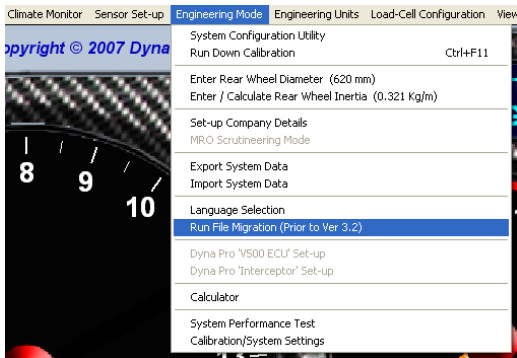 Climate Monitor Sensor Set-up Engineering Mode Engineering Units Load-Cell Configuration View
opyright © 2007 Dyna
System Configuration Utility
Run Down Calibration Ctrl+F11
Enter Rear Wheel Diameter (620 mm)
Enter / Calculate Rear Wheel Inertia (0.321 Kg/m)
Set-up Company Details
MRO Scrutineering Mode
Export System Data
Import System Data
Language Selection
Run File Migration (Prior to Ver 3.2)
Dyna Pro 'V500 ECU' Set-up
Dyna Pro 'Interceptor' Set-up
Calculator
System Performance Test
Calibration/System Settings
8
9
10